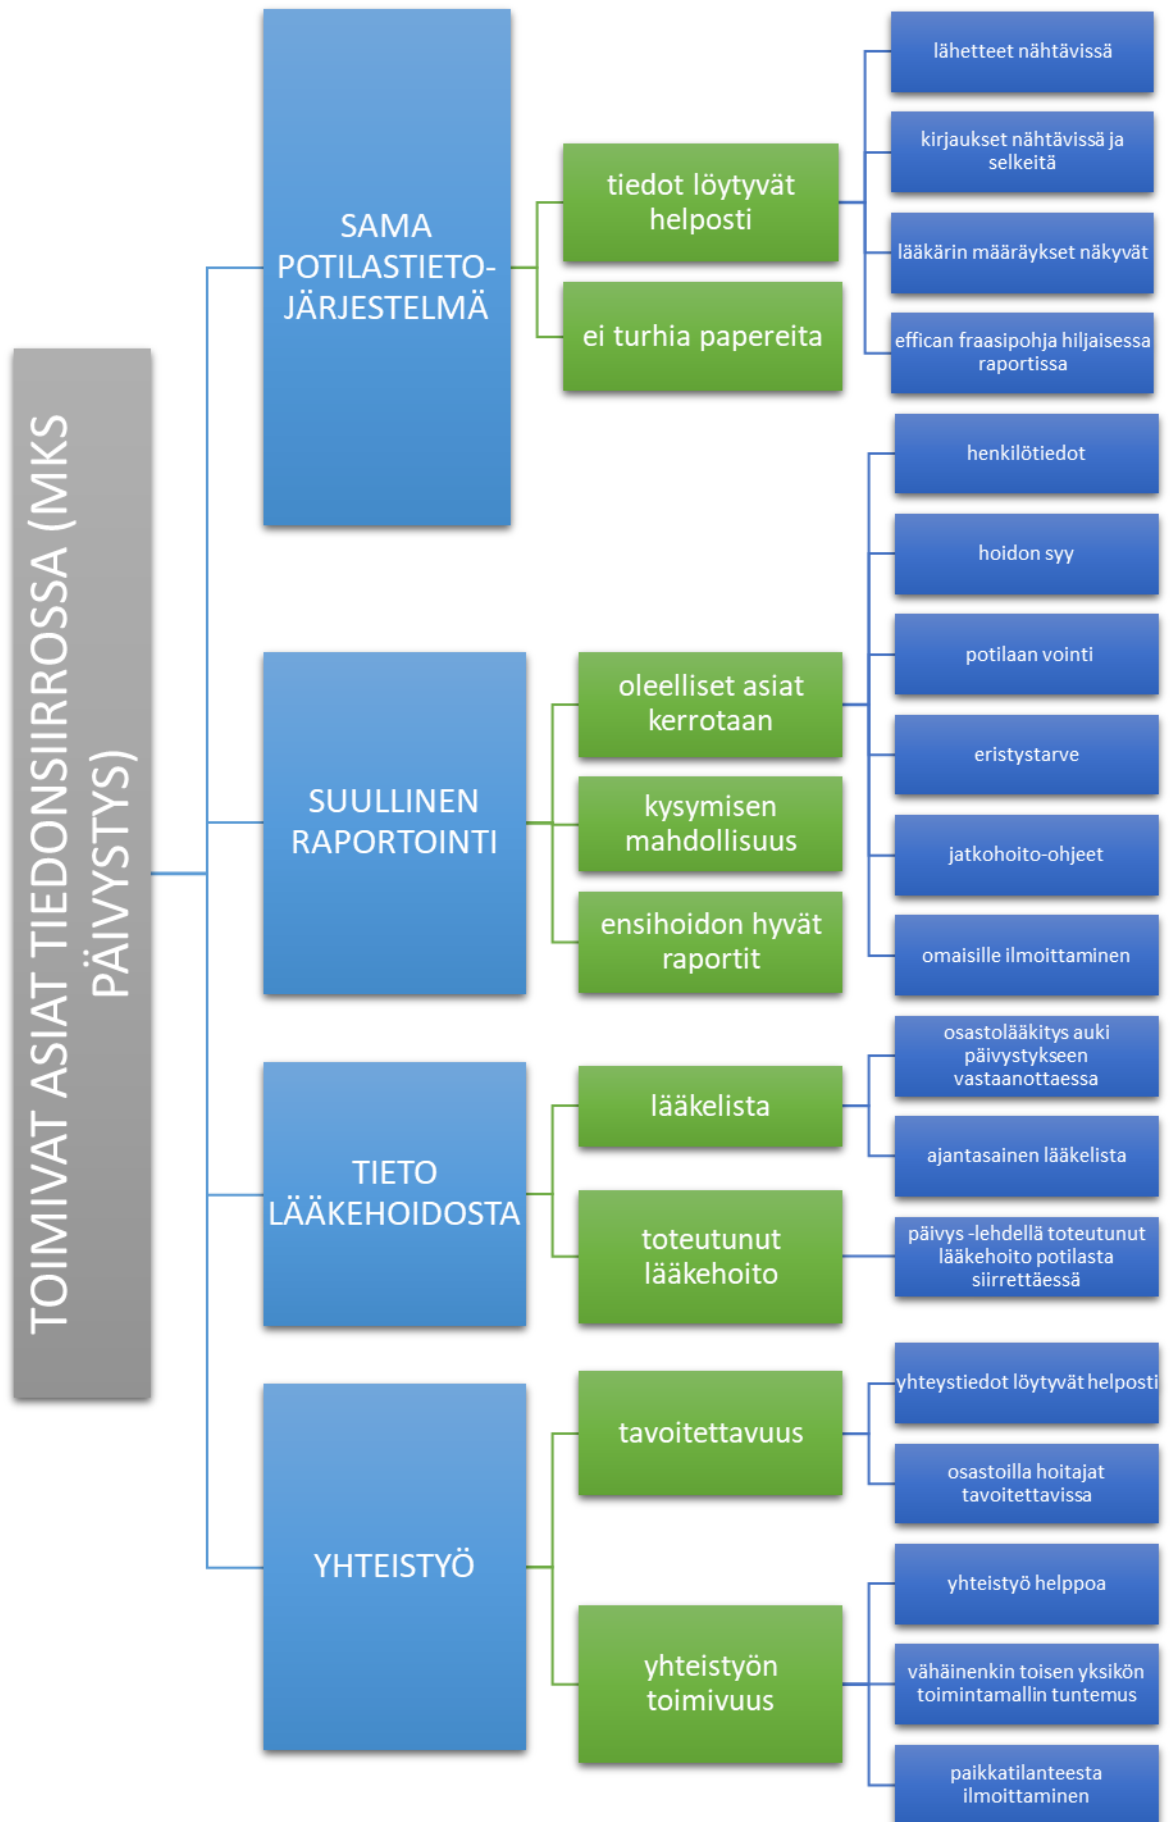 TOIMIVAT ASIAT TIEDONSIIRROSSA (MKS
PÄIVYSTYS)
SAMA
POTILASTIETO-
JÄRJESTELMÄ
tiedot löytyvät
helposti
lähetteet nähtävissä
kirjaukset nähtävissä ja
selkeitä
lääkärin määräykset näkyvät
effican fraasipohja hiljaisessa
raportissa
ei turhia papereita
SUULLINEN
RAPORTOINTI
oleelliset asiat
kerrotaan
henkilötiedot
hoidon syy
potilaan vointi
eristystarve
jatkohoito-ohjeet
omaisille ilmoittaminen
kysymisen
mahdollisuus
ensihoidon hyvät
raportit
TIETO
LÄÄKEHOIDOSTA
lääkelista
osastolääkitys auki
päivystykseen
vastaanottaessa
ajantasainen lääkelista
toteutunut
lääkehoito
päivys -lehdellä toteutunut
lääkehoito potilasta
siirrettäessä
YHTEISTYÖ
tavoitettavuus
yhteystiedot löytyvät helposti
osastoilla hoitajat
tavoitettavissa
yhteistyön
toimivuus
yhteistyö helppoa
vähäinenkin toisen yksikön
toimintamallin tuntemus
paikkatilanteesta
ilmoittaminen